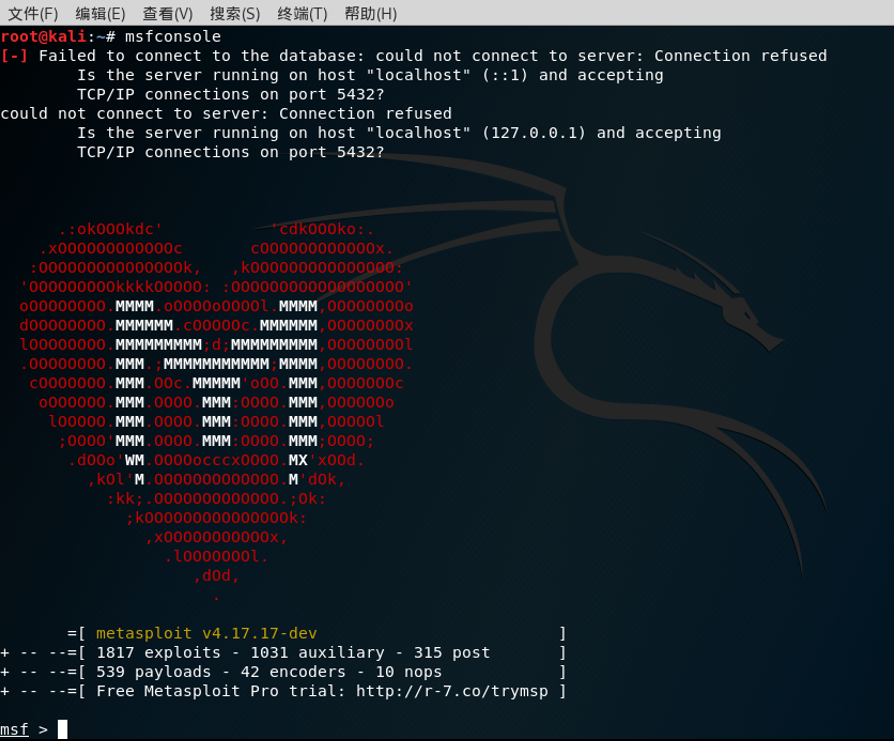 文件(F) 编辑(E) 查看(V) 搜索(S) 终端(T) 帮助(H)
root@kali:~# msfconsole
[-] Failed to connect to the database: could not connect to server: Connection refused
        Is the server running on host "localhost" (::1) and accepting
        TCP/IP connections on port 5432?
could not connect to server: Connection refused
        Is the server running on host "localhost" (127.0.0.1) and accepting
        TCP/IP connections on port 5432?
      .:okOOOkdc'           'cdkOOOko:.
    .xOOOOOOOOOOOOc       cOOOOOOOOOOOOx.
   :OOOOOOOOOOOOOOOk,   ,kOOOOOOOOOOOOOOO:
  'OOOOOOOOOkkkkOOOOO: :OOOOOOOOOOOOOOOOOO'
  oOOOOOOOO.MMMM.oOOOOoOOOOl.MMMM,OOOOOOOOo
  dOOOOOOOO.MMMMMM.cOOOOOc.MMMMMM,OOOOOOOOx
  lOOOOOOOO.MMMMMMMMM;d;MMMMMMMMM,OOOOOOOOl
  .OOOOOOOO.MMM.;MMMMMMMMMMM;MMMM,OOOOOOOO.
   cOOOOOOO.MMM.OOc.MMMMM'oOO.MMM,OOOOOOOc
    oOOOOOO.MMM.OOOO.MMM:OOOO.MMM,OOOOOOo
     lOOOOO.MMM.OOOO.MMM:OOOO.MMM,OOOOOl
      ;OOOO'MMM.OOOO.MMM:OOOO.MMM;OOOO;
       .dOOo'WM.OOOOocccxOOOO.MX'xOOd.
         ,kOl'M.OOOOOOOOOOOOO.M'dOk,
           :kk;.OOOOOOOOOOOOO.;Ok:
             ;kOOOOOOOOOOOOOOOk:
               ,xOOOOOOOOOOOx,
                 .lOOOOOOOl.
                    ,dOd,
                      .
       =[ metasploit v4.17.17-dev                         ]
+ -- --=[ 1817 exploits - 1031 auxiliary - 315 post       ]
+ -- --=[ 539 payloads - 42 encoders - 10 nops            ]
+ -- --=[ Free Metasploit Pro trial: http://r-7.co/trymsp ]
msf >